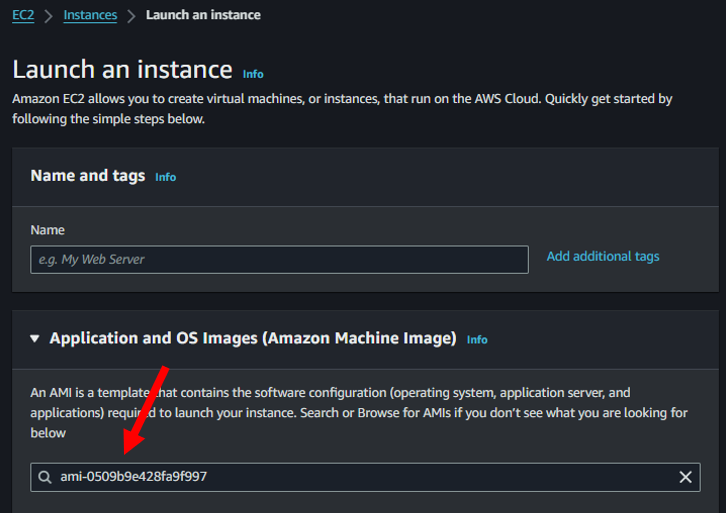 EC2 > Instances > Launch an instance
Launch an instance Info
Amazon EC2 allows you to create virtual machines, or instances, that run on the AWS Cloud. Quickly get started by
following the simple steps below.
Name and tags Info
Name
e.g. My Web Server Add additional tags
Application and OS Images (Amazon Machine Image) Info
An AMI is a template that contains the software configuration (operating system, application server, and
applications) required to launch your instance. Search or Browse for AMIs if you don't see what you are looking for
below
ami-0509b9e428fa9f997